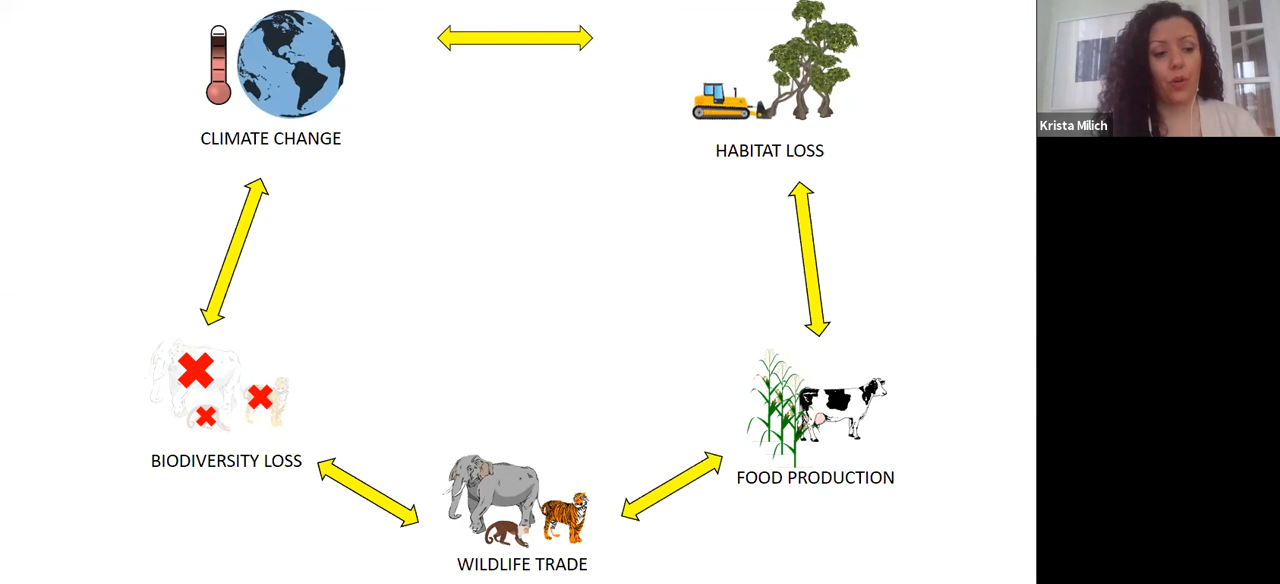 CLIMATE CHANGE
HABITAT LOSS
Krista Milich
BIODIVERSITY LOSS
FOOD PRODUCTION
WILDLIFE TRADE